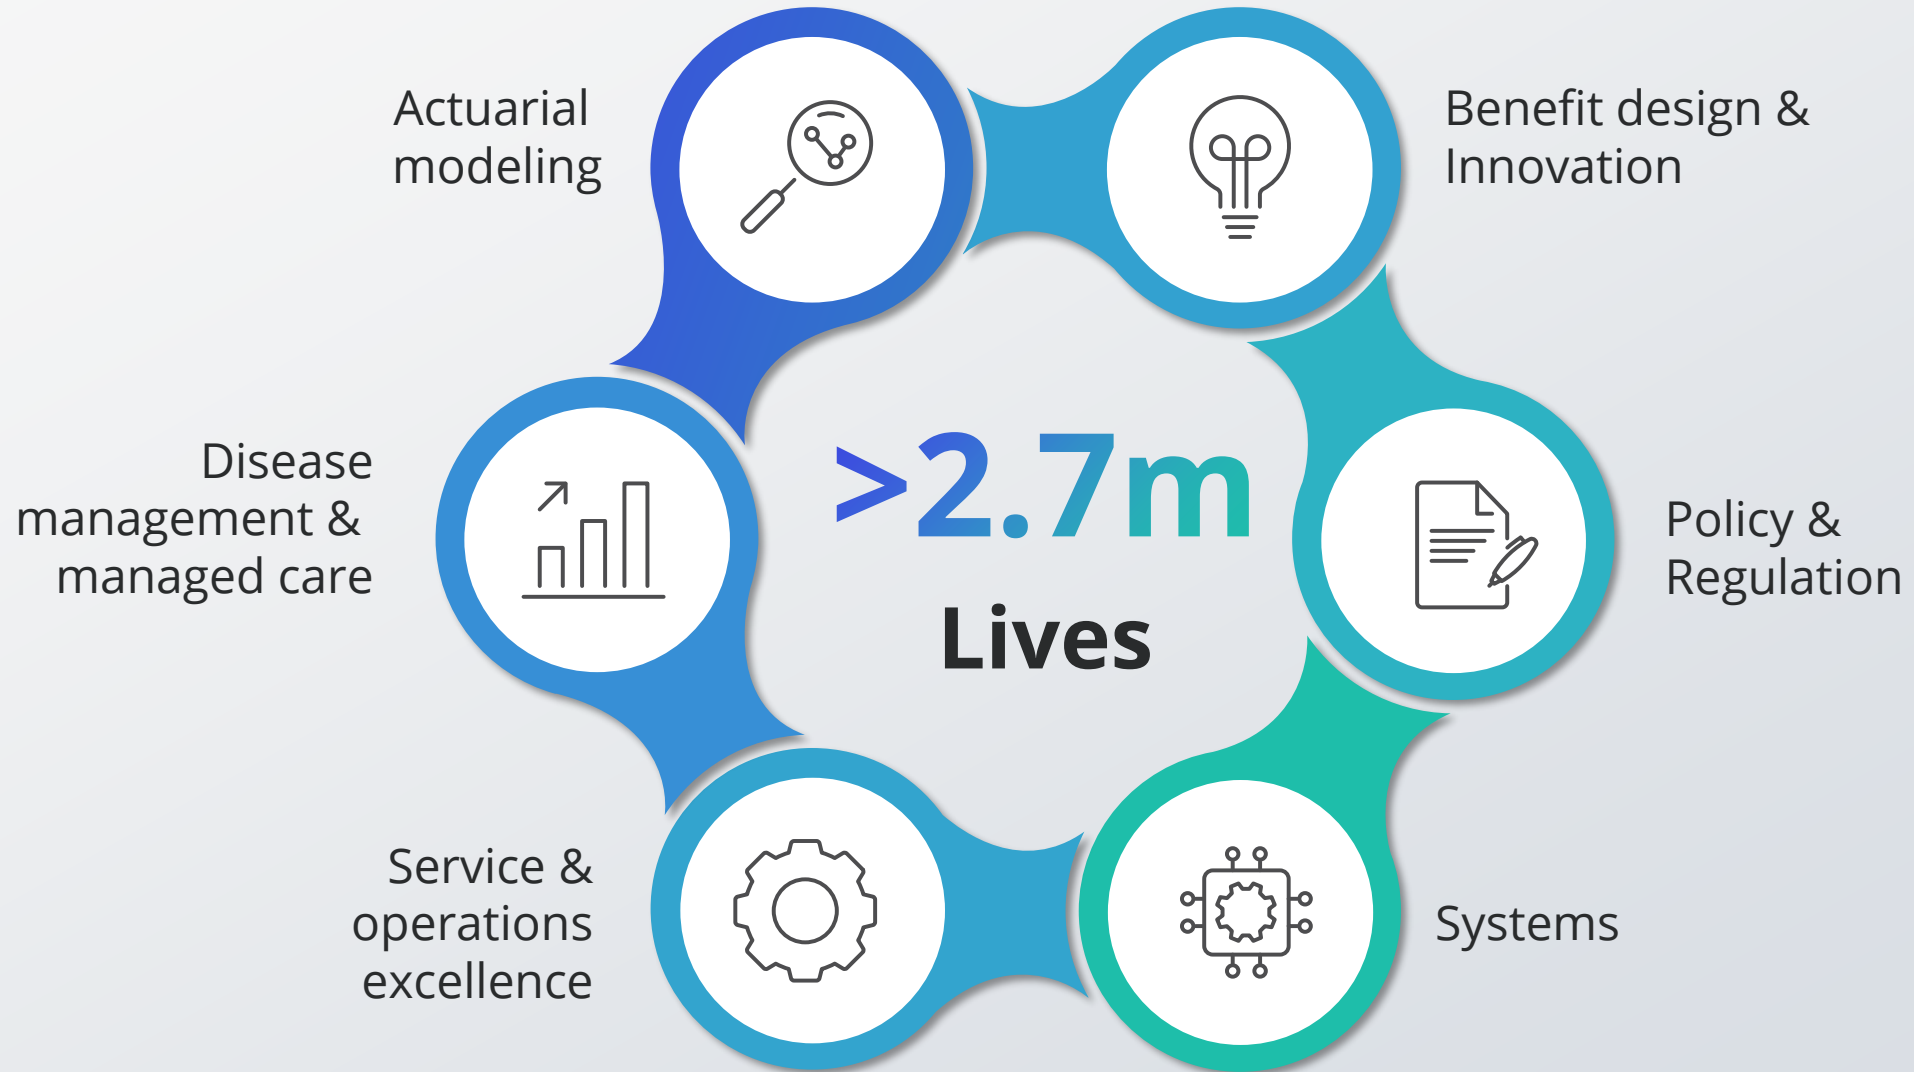 Actuarial
modeling
Benefit design &
Innovation
Disease
management &
managed care
>2.7m
Lives
Policy &
Regulation
Service &
operations
excellence
Systems